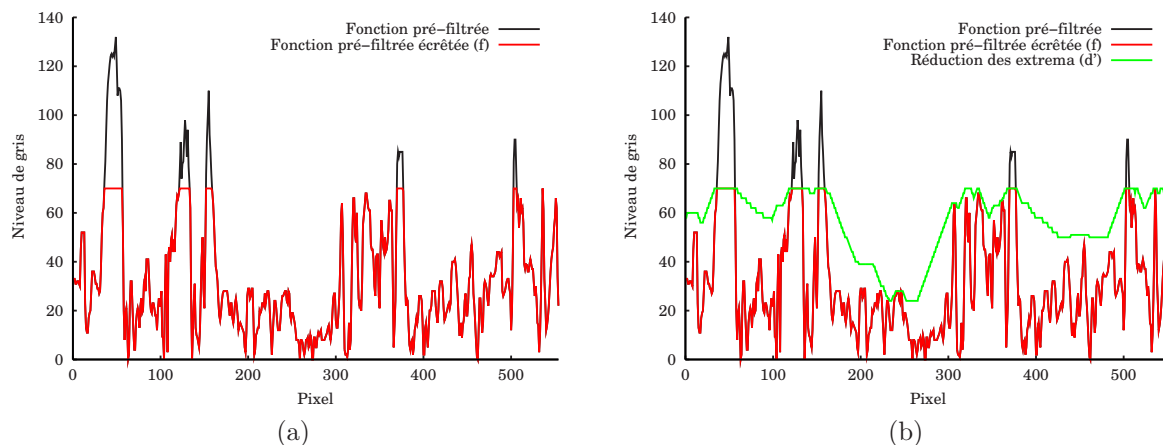 140
120
100
80
60
40
20
0
Niveau de gris
Fonction pré−filtrée
Fonction pré−filtrée écrêtée (f)
0 100 200 300 400 500
Pixel
(a)
140
120
100
80
60
40
20
0
Niveau de gris
Fonction pré−filtrée
Fonction pré−filtrée écrêtée (f)
Réduction des extrema (d’)
0 100 200 300 400 500
Pixel
(b)